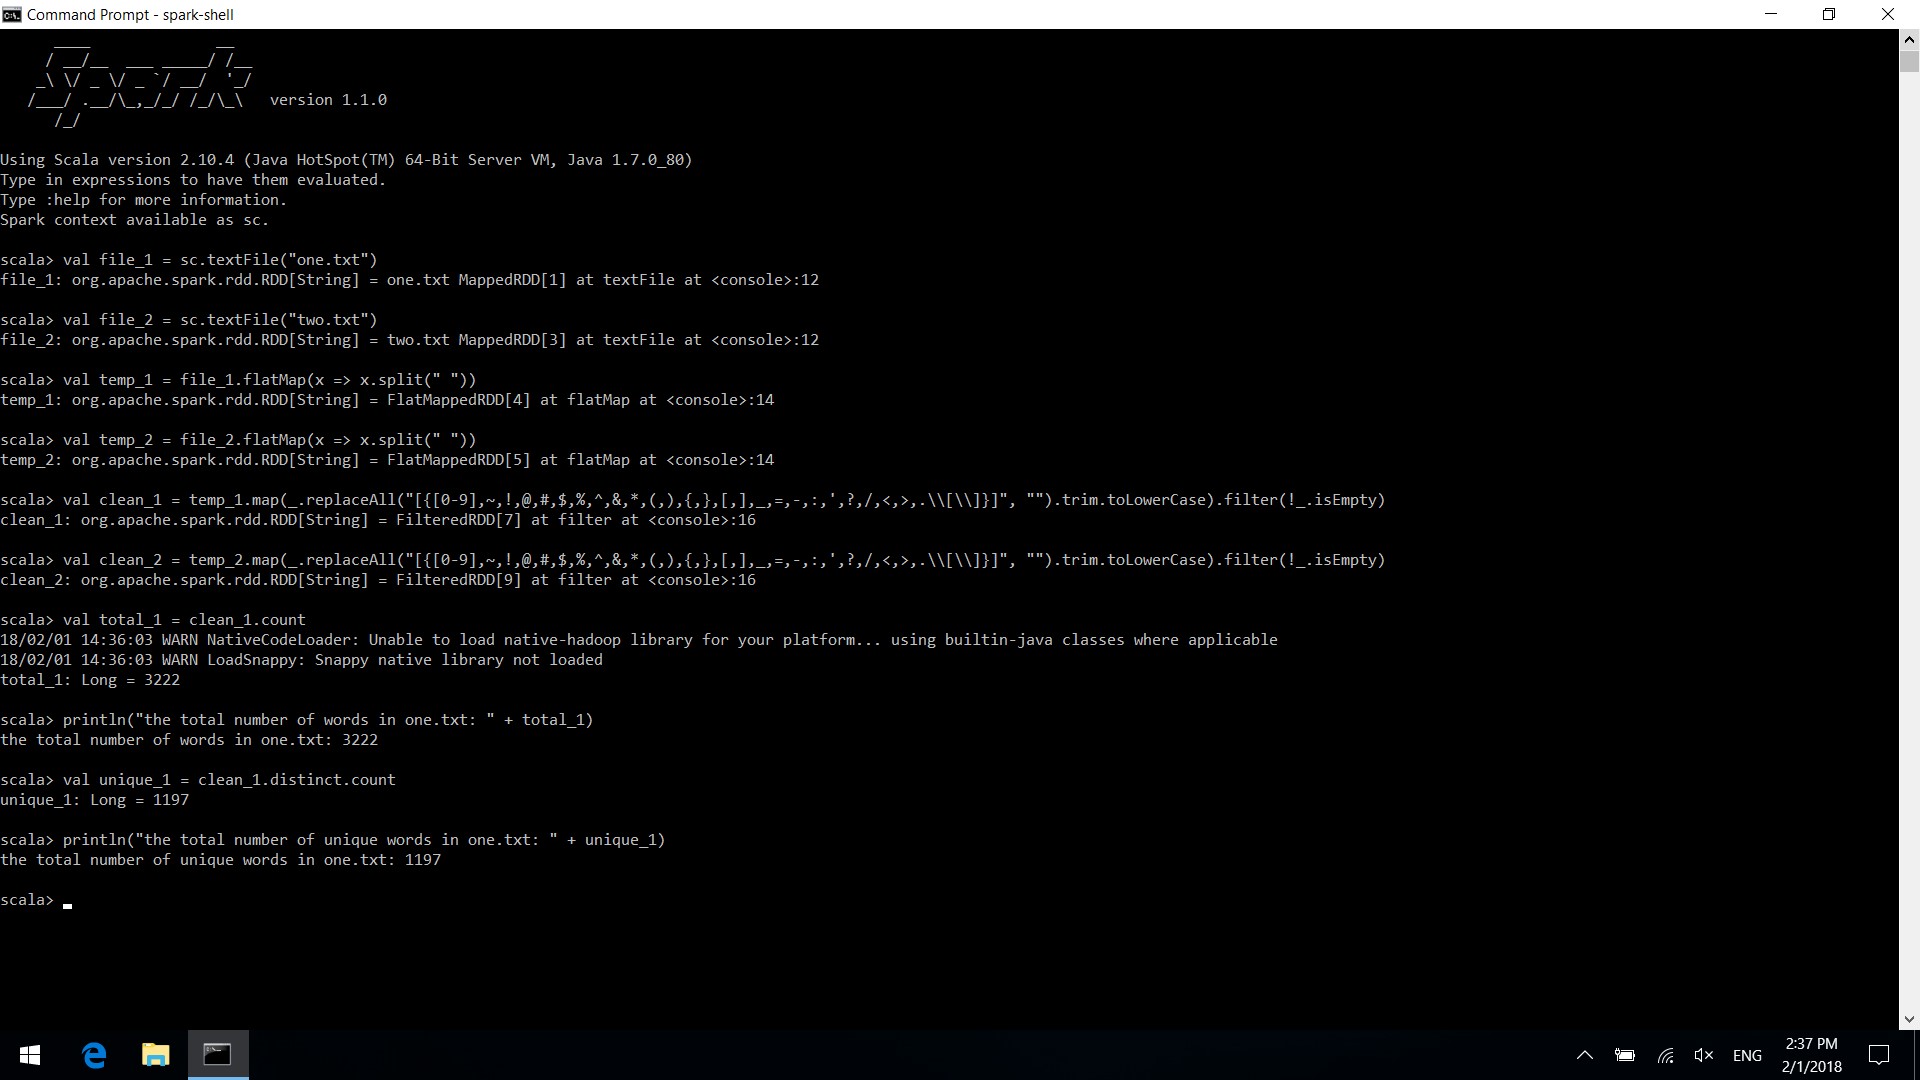 Command Prompt - spark-shell
version 1.1.0
Using Scala version 2.10.4 (Java HotSpot(TM) 64-Bit Server VM, Java 1.7.0_80)
Type in expressions to have them evaluated.
Type :help for more information.
Spark context available as sc.
scala> val file_1 = sc.textFile("one.txt")
file_1: org.apache.spark.rdd.RDD[String] = one.txt MappedRDD[1] at textFile at <console>:12
scala> val file_2 = sc.textFile("two.txt")
file_2: org.apache.spark.rdd.RDD[String] = two.txt MappedRDD[3] at textFile at <console>:12
scala> val temp_1 = file_1.flatMap(x => x.split(" "))
temp_1: org.apache.spark.rdd.RDD[String] = FlatMappedRDD[4] at flatMap at <console>:14
scala> val temp_2 = file_2.flatMap(x => x.split(" "))
temp_2: org.apache.spark.rdd.RDD[String] = FlatMappedRDD[5] at flatMap at <console>:14
scala> val clean_1 = temp_1.map(_.replaceAll("[{[0-9],~,!,@,#,$,%,^,&,*,(,),{,},[,],_,=,-,:,',?,/,<,>,.\\[\\]}]", "").trim.toLowerCase).filter(!_.isEmpty)
clean_1: org.apache.spark.rdd.RDD[String] = FilteredRDD[7] at filter at <console>:16
scala> val clean_2 = temp_2.map(_.replaceAll("[{[0-9],~,!,@,#,$,%,^,&,*,(,),{,},[,],_,=,-,:,',?,/,<,>,.\\[\\]}]", "").trim.toLowerCase).filter(!_.isEmpty)
clean_2: org.apache.spark.rdd.RDD[String] = FilteredRDD[9] at filter at <console>:16
scala> val total_1 = clean_1.count
18/02/01 14:36:03 WARN NativeCodeLoader: Unable to load native-hadoop library for your platform... using builtin-java classes where applicable
18/02/01 14:36:03 WARN LoadSnappy: Snappy native library not loaded
total_1: Long = 3222
scala> println("the total number of words in one.txt: " + total_1)
the total number of words in one.txt: 3222
scala> val unique_1 = clean_1.distinct.count
unique_1: Long = 1197
scala> println("the total number of unique words in one.txt: " + unique_1)
the total number of unique words in one.txt: 1197
scala>
ENG
2:37 PM
2/1/2018